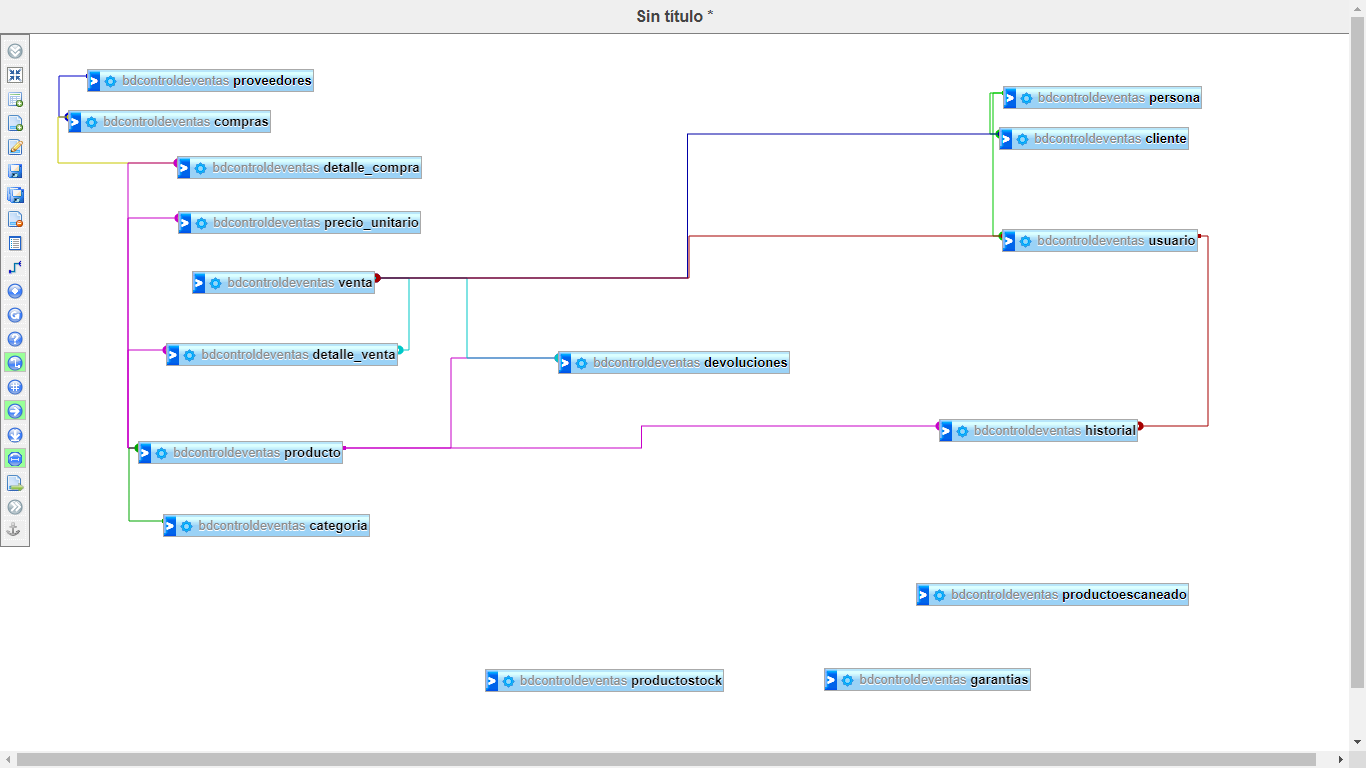 Sin título *
bdcontroldeventas proveedores
bdcontroldeventas persona
bdcontroldeventas compras
bdcontroldeventas cliente
bdcontroldeventas detalle_compra
bdcontroldeventas precio_unitario
bdcontroldeventas usuario
bdcontroldeventas venta
bdcontroldeventas detalle_venta
bdcontroldeventas devoluciones
bdcontroldeventas historial
bdcontroldeventas producto
bdcontroldeventas categoria
bdcontroldeventas productoescaneado
bdcontroldeventas productostock
bdcontroldeventas garantias